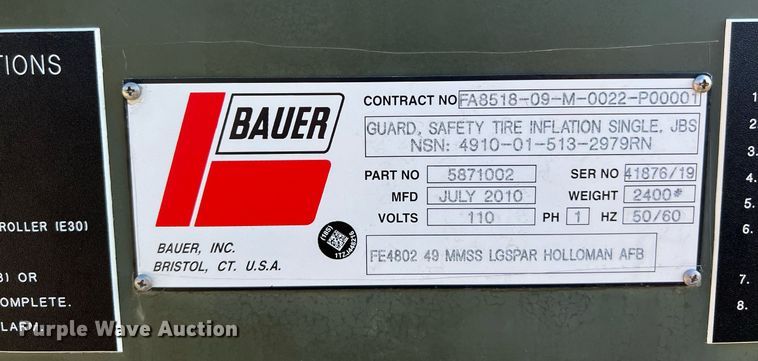 TIONS
ROLLER (E30)
3) OR
OMPLETE.
LARM.
BAUER
BAUER, INC.
BRISTOL, CT. U.S.A.
CONTRACT NO FA8518-09-M-0022-P00001
GUARD, SAFETY TIRE INFLATION SINGLE, JBS
NSN: 4910-01-513-2979RN
PART NO 5871002 SER NO 41876/19
MFD JULY 2010 WEIGHT 2400#
VOLTS 110 PH 1 HZ 50/60
FE4802 49 MMSS LGSPAR HOLLOMAN AFB
1
2.
3.
4.
5.
6.
7.
8.
Purple Wave Auction